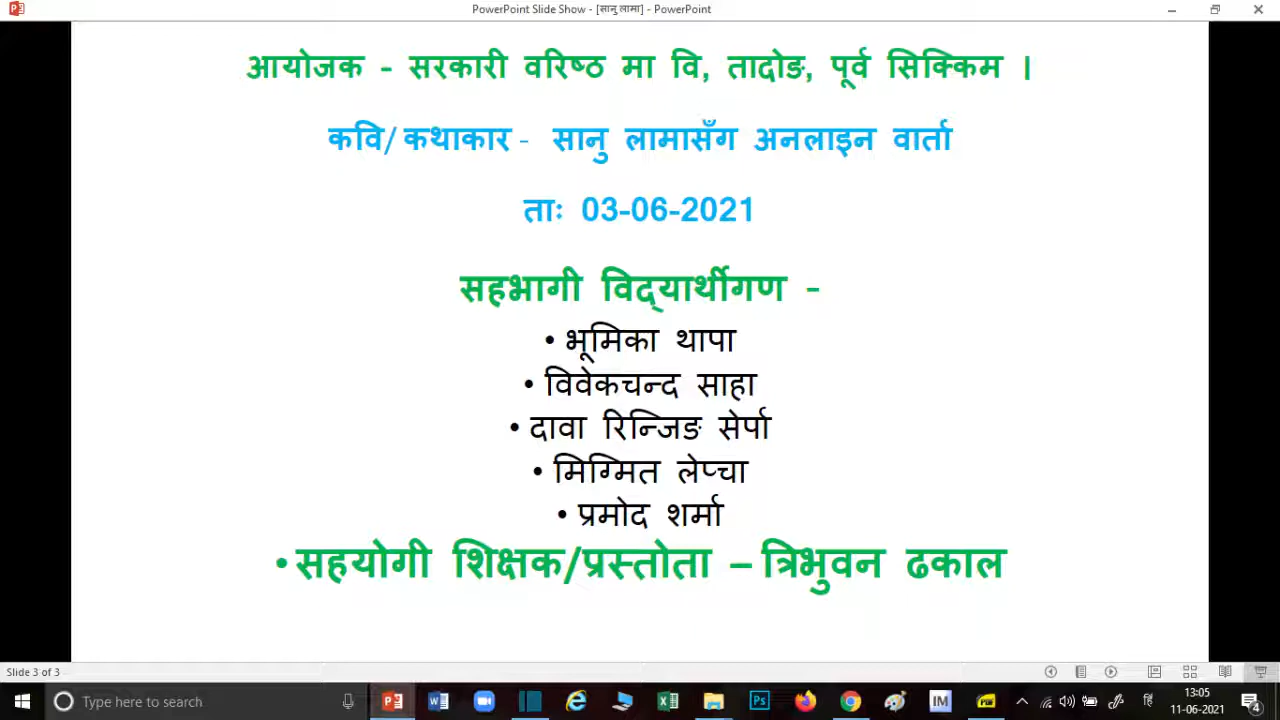 PowerPoint Slide Show - [सानु लामा] - PowerPoint
आयोजक - सरकारी वरिष्ठ मा वि, तादोङ, पूर्व सिक्किम ।
कवि/कथाकार - सानु लामासँग अनलाइन वार्ता
ताः 03-06-2021
सहभागी विद्यार्थीगण -
• भूमिका थापा
• विवेकचन्द साहा
• दावा रिन्जिङ सेर्पा
• मिग्मित लेप्चा
• प्रमोद शर्मा
• सहयोगी शिक्षक/प्रस्तोता – त्रिभुवन ढकाल
Slide 3 of 3
Type here to search
हिं
13:05
11-06-2021
4